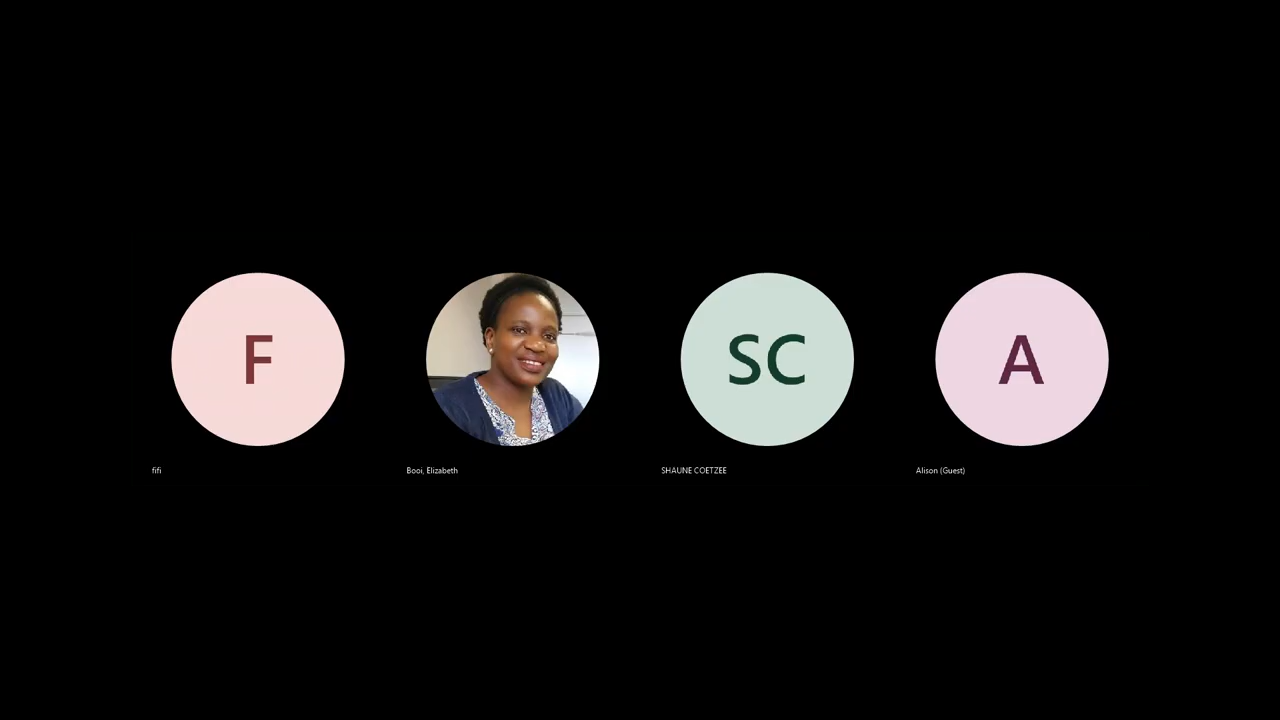 F
SC
A
fifi
Booi, Elizabeth
SHAUNE COETZEE
Alison (Guest)